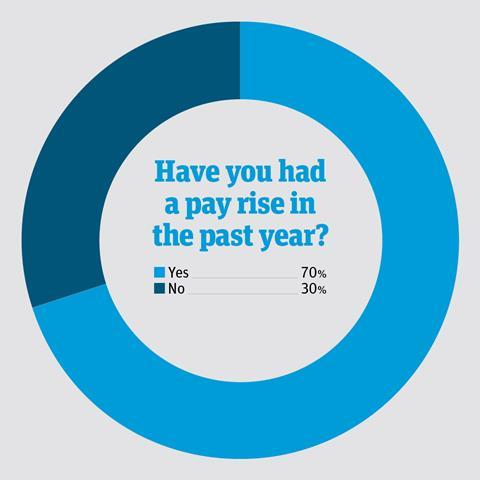 Have you had
a pay rise in
the past year?
Yes 70%
No 30%